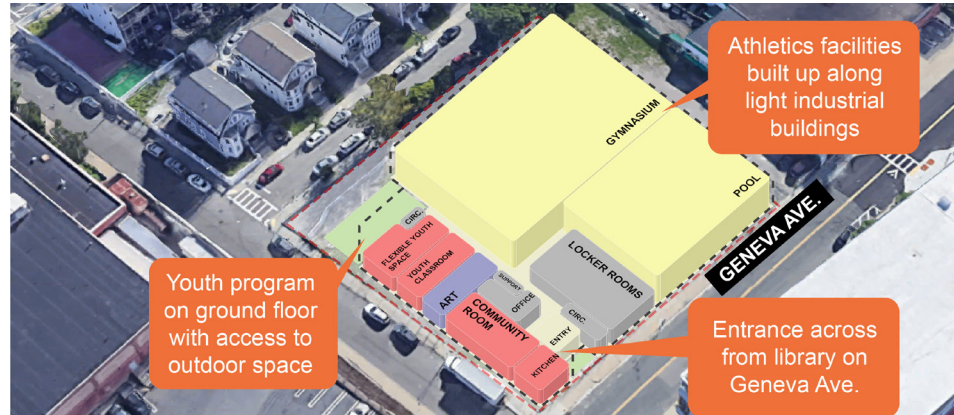 Athletics facilities
built up along
light industrial
buildings
GYMNASIUM
POOL
GENEVA AVE.
CIRC.
FLEXIBLE YOUTH
SPACE
YOUTH
CLASSROOM
ART
SUPPORT
OFFICE
COMMUNITY
ROOM
LOCKER ROOMS
CIRC.
ENTRY
KITCHEN
Youth program
on ground floor
with access to
outdoor space
Entrance across
from library on
Geneva Ave.